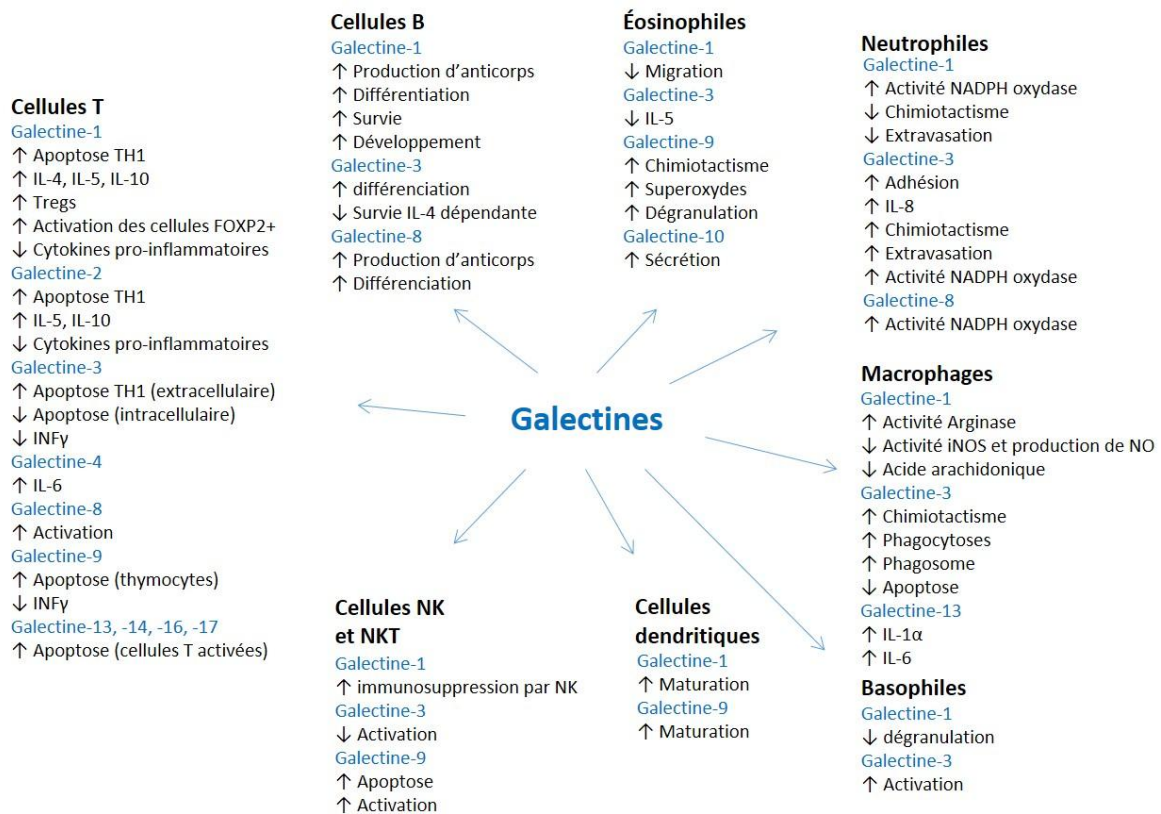 Cellules T
Galectine-1
↑ Apoptose TH1
↑ IL-4, IL-5, IL-10
↑ Tregs
↑ Activation des cellules FOXP2+
↓ Cytokines pro-inflammatoires
Galectine-2
↑ Apoptose TH1
↑ IL-5, IL-10
↓ Cytokines pro-inflammatoires
Galectine-3
↑ Apoptose TH1 (extracellulaire)
↓ Apoptose (intracellulaire)
↓ INFγ
Galectine-4
↑ IL-6
Galectine-8
↑ Activation
Galectine-9
↑ Apoptose (thymocytes)
↓ INFγ
Galectine-13, -14, -16, -17
↑ Apoptose (cellules T activées)
Cellules B
Galectine-1
↑ Production d’anticorps
↑ Différentiation
↑ Survie
↑ Développement
Galectine-3
↑ différenciation
↓ Survie IL-4 dépendante
Galectine-8
↑ Production d’anticorps
↑ Différenciation
Éosinophiles
Galectine-1
↓ Migration
Galectine-3
↓ IL-5
Galectine-9
↑ Chimiotactisme
↑ Superoxydes
↑ Dégranulation
Galectine-10
↑ Sécrétion
Neutrophiles
Galectine-1
↑ Activité NADPH oxydase
↓ Chimiotactisme
↓ Extravasation
Galectine-3
↑ Adhésion
↑ IL-8
↑ Chimiotactisme
↑ Extravasation
↑ Activité NADPH oxydase
Galectine-8
↑ Activité NADPH oxydase
Galectines
Macrophages
Galectine-1
↑ Activité Arginase
↓ Activité iNOS et production de NO
↓ Acide arachidonique
Galectine-3
↑ Chimiotactisme
↑ Phagocytoses
↑ Phagosome
↓ Apoptose
Galectine-13
↑ IL-1α
↑ IL-6
Cellules NK
et NKT
Galectine-1
↑ immunosuppression par NK
Galectine-3
↓ Activation
Galectine-9
↑ Apoptose
↑ Activation
Cellules
dendritiques
Galectine-1
↑ Maturation
Galectine-9
↑ Maturation
Basophiles
Galectine-1
↓ dégranulation
Galectine-3
↑ Activation